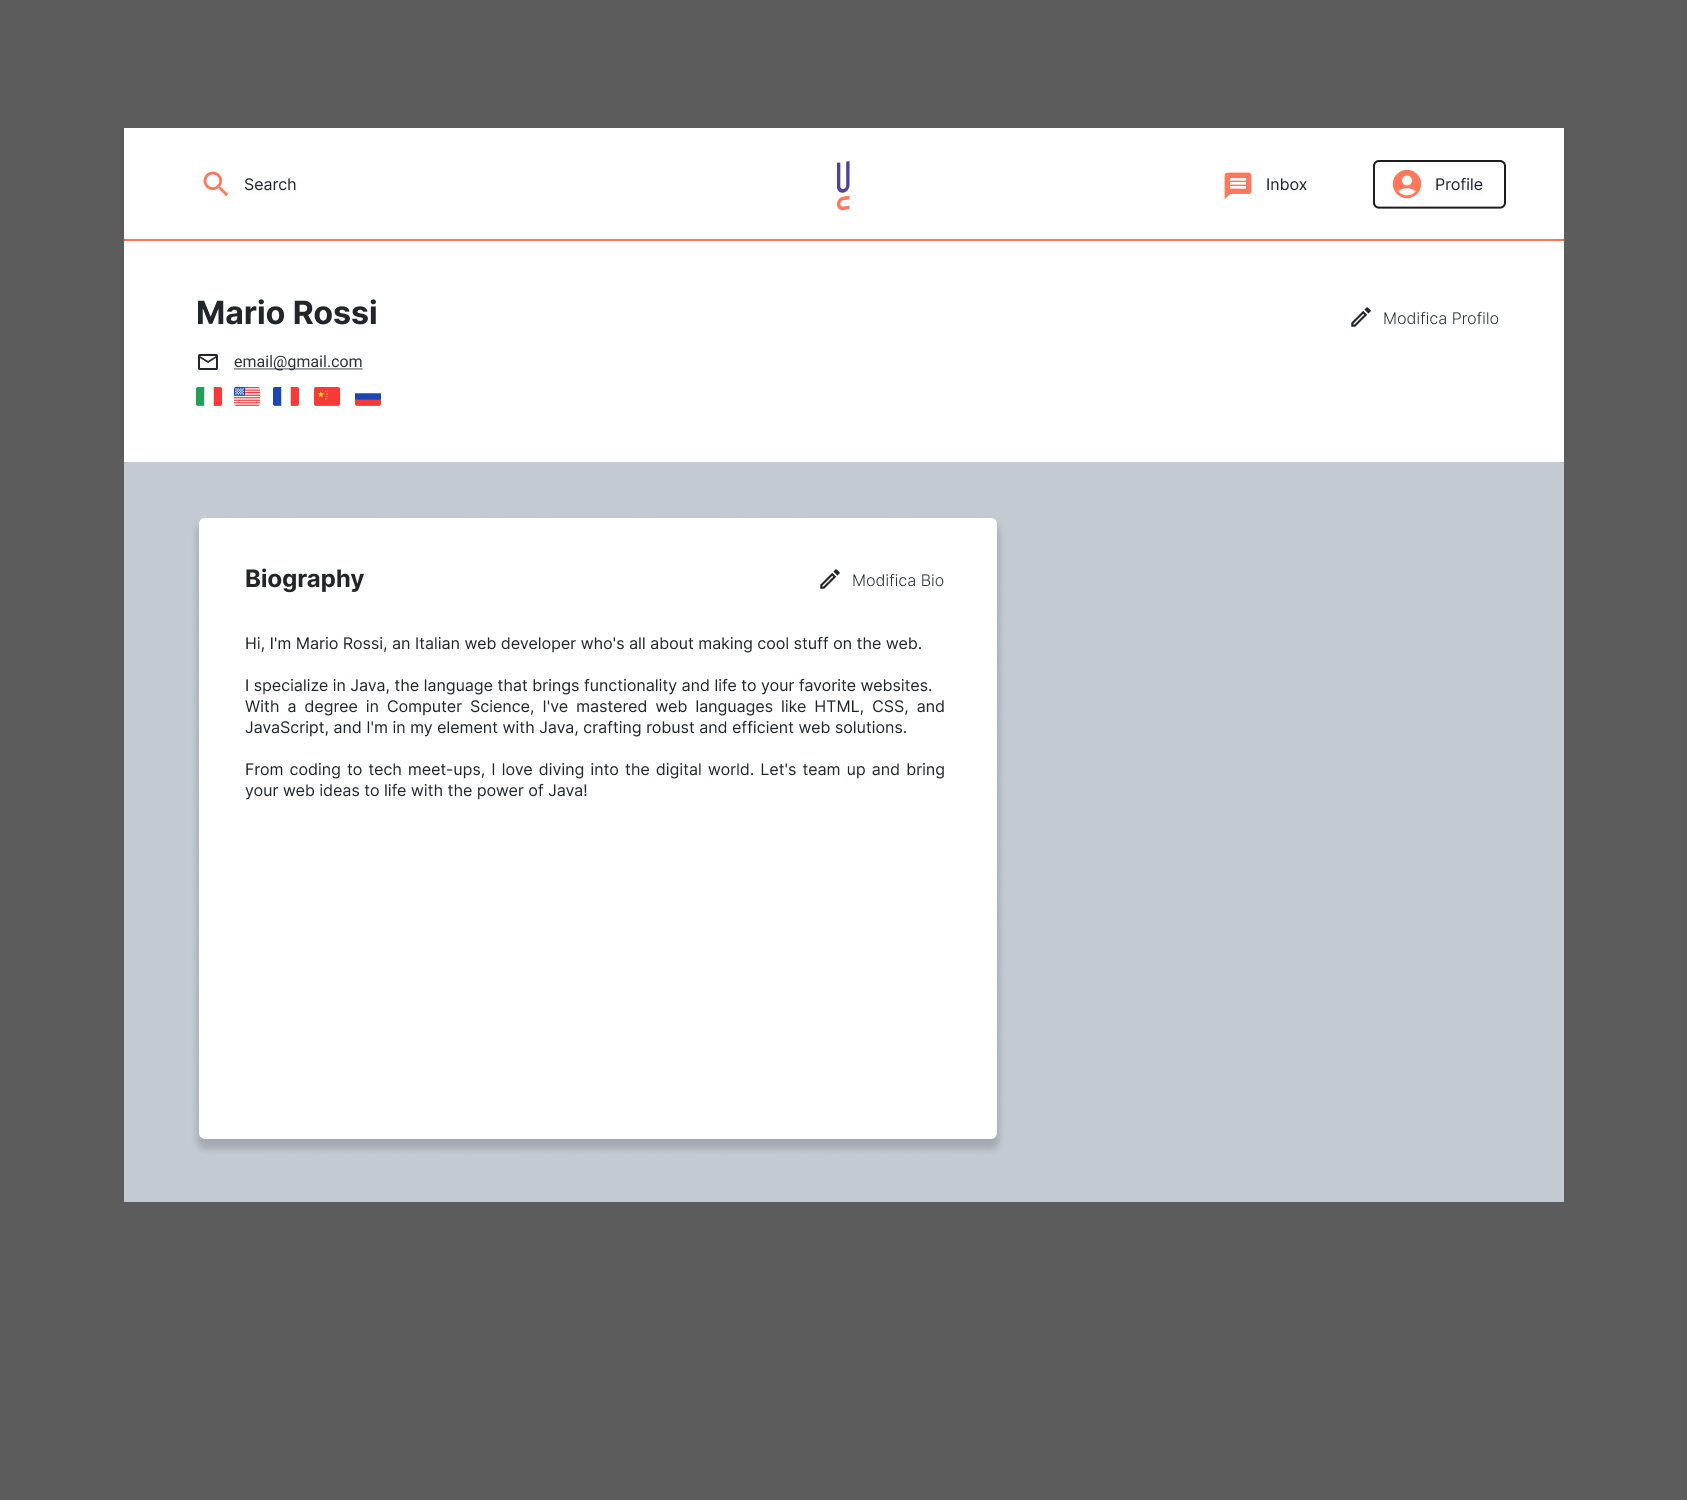 Search
UC
Inbox
Profile
Mario Rossi
Modifica Profilo
email@gmail.com
Biography
Modifica Bio
Hi, I'm Mario Rossi, an Italian web developer who's all about making cool stuff on the web.
I specialize in Java, the language that brings functionality and life to your favorite websites.
With a degree in Computer Science, I've mastered web languages like HTML, CSS, and
JavaScript, and I'm in my element with Java, crafting robust and efficient web solutions.
From coding to tech meet-ups, I love diving into the digital world. Let's team up and bring
your web ideas to life with the power of Java!